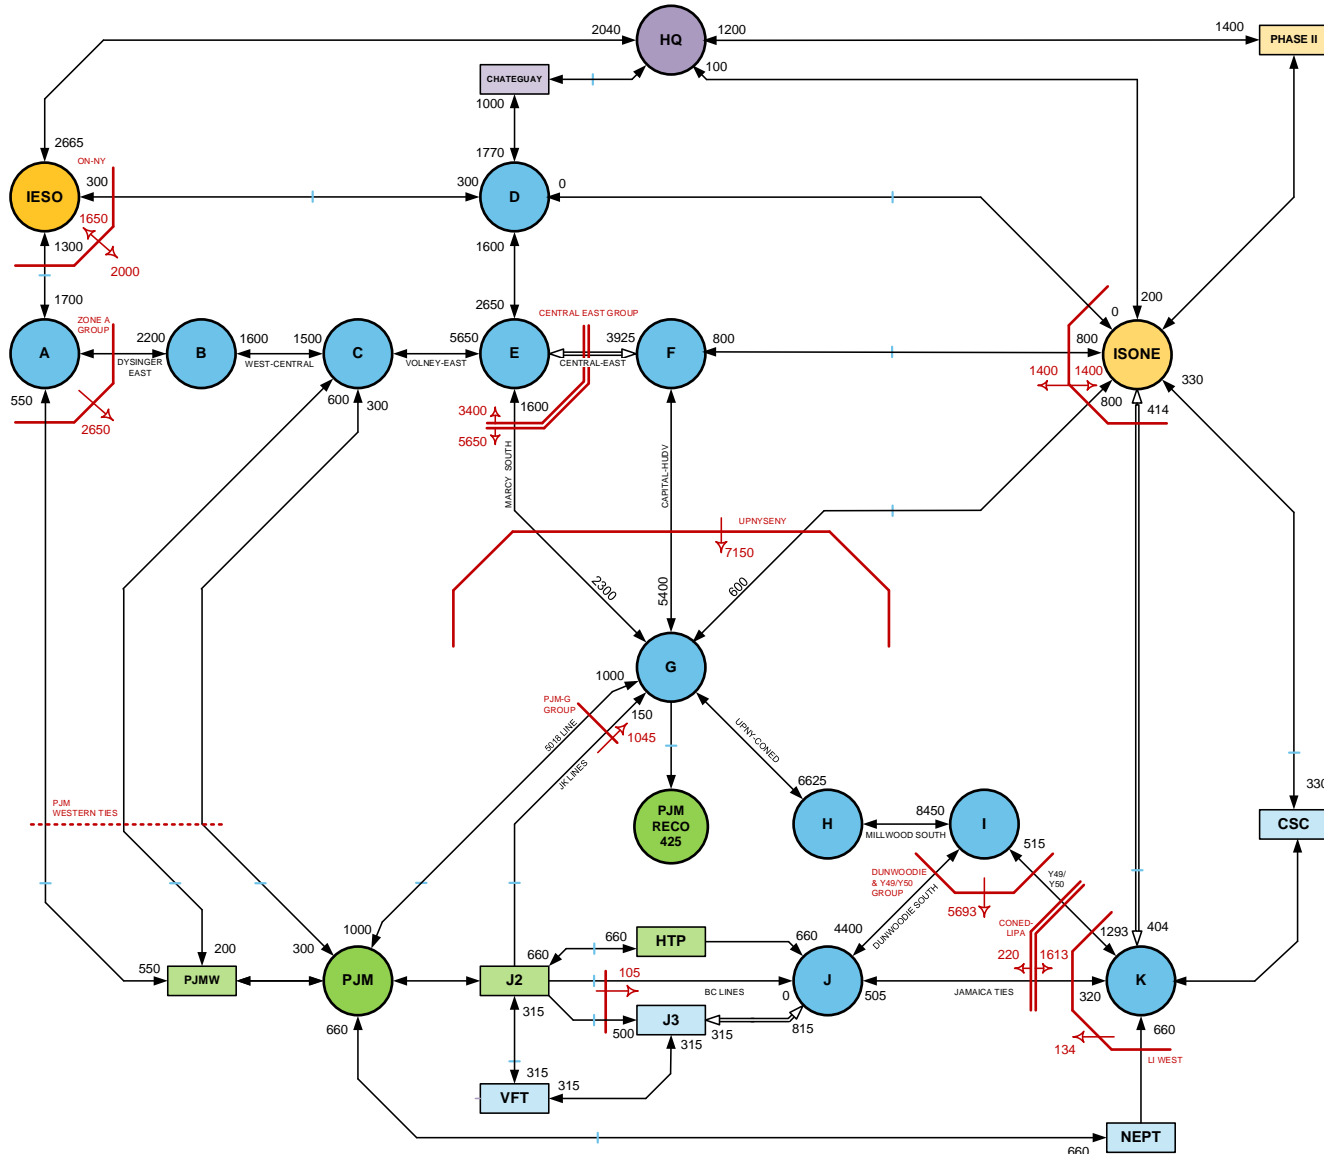 2040
HQ
1200
1400
PHASE II
100
CHATEGUAY
1000
2665
ON-NY
1770
IESO
300
300
D
0
1650
1300
2000
1600
1700
2650
200
0
ZONE A
GROUP
CENTRAL EAST GROUP
A
2200
B
1600
1500
C
5650
E
3925
F
800
800
ISONE
DYSINGER
EAST
WEST-CENTRAL
VOLNEY-EAST
CENTRAL-EAST
1400
1400
330
550
2650
600
300
1600
3400
5650
800
414
MARCY SOUTH
CAPITAL-HUDV
UPNYSENY
7150
2300
5400
600
G
1000
PJM-G
GROUP
150
1045
5018 LINE
JK LINES
UPNY-CONED
6625
PJM
RECO
425
H
8450
I
MILLWOOD SOUTH
515
330
CSC
PJM
WESTERN TIES
DUNWOODIE
& Y49/Y50
GROUP
Y49/
Y50
5693
DUNWOODIE SOUTH
CONED-
LIPA
1293
404
1000
660
HTP
660
4400
220
1613
550
200
PJMW
300
PJM
660
J2
105
BC LINES
J
0
505
JAMAICA TIES
320
K
660
315
500
J3
315
815
315
660
134
LI WEST
VFT
315
315
NEPT
660